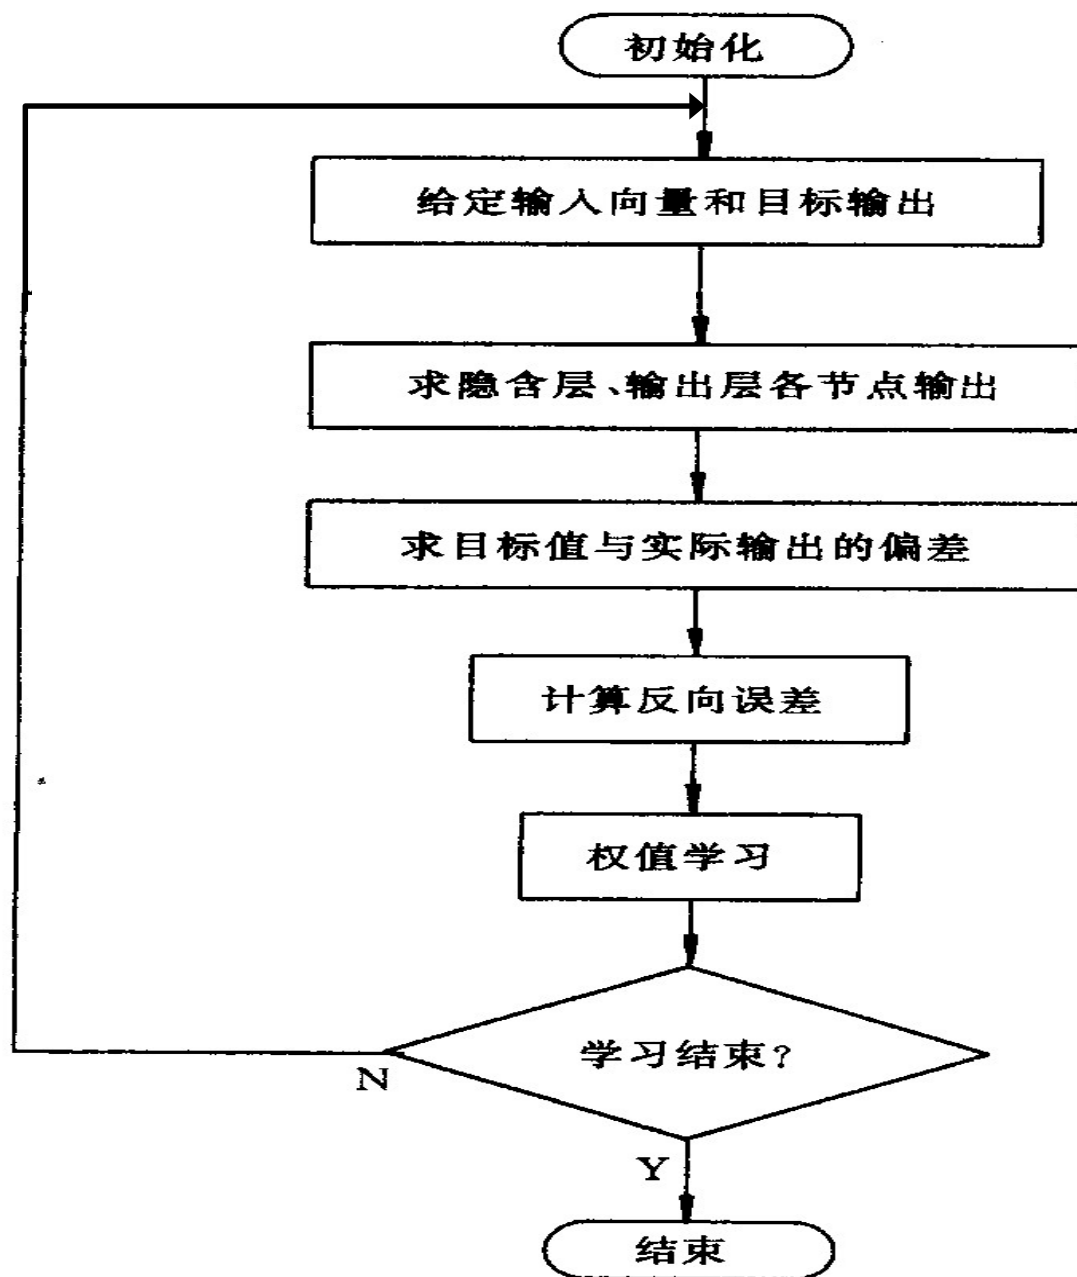 初始化
给定输入向量和目标输出
求隐含层、输出层各节点输出
求目标值与实际输出的偏差
计算反向误差
权值学习
学习结束?
N
Y
结束